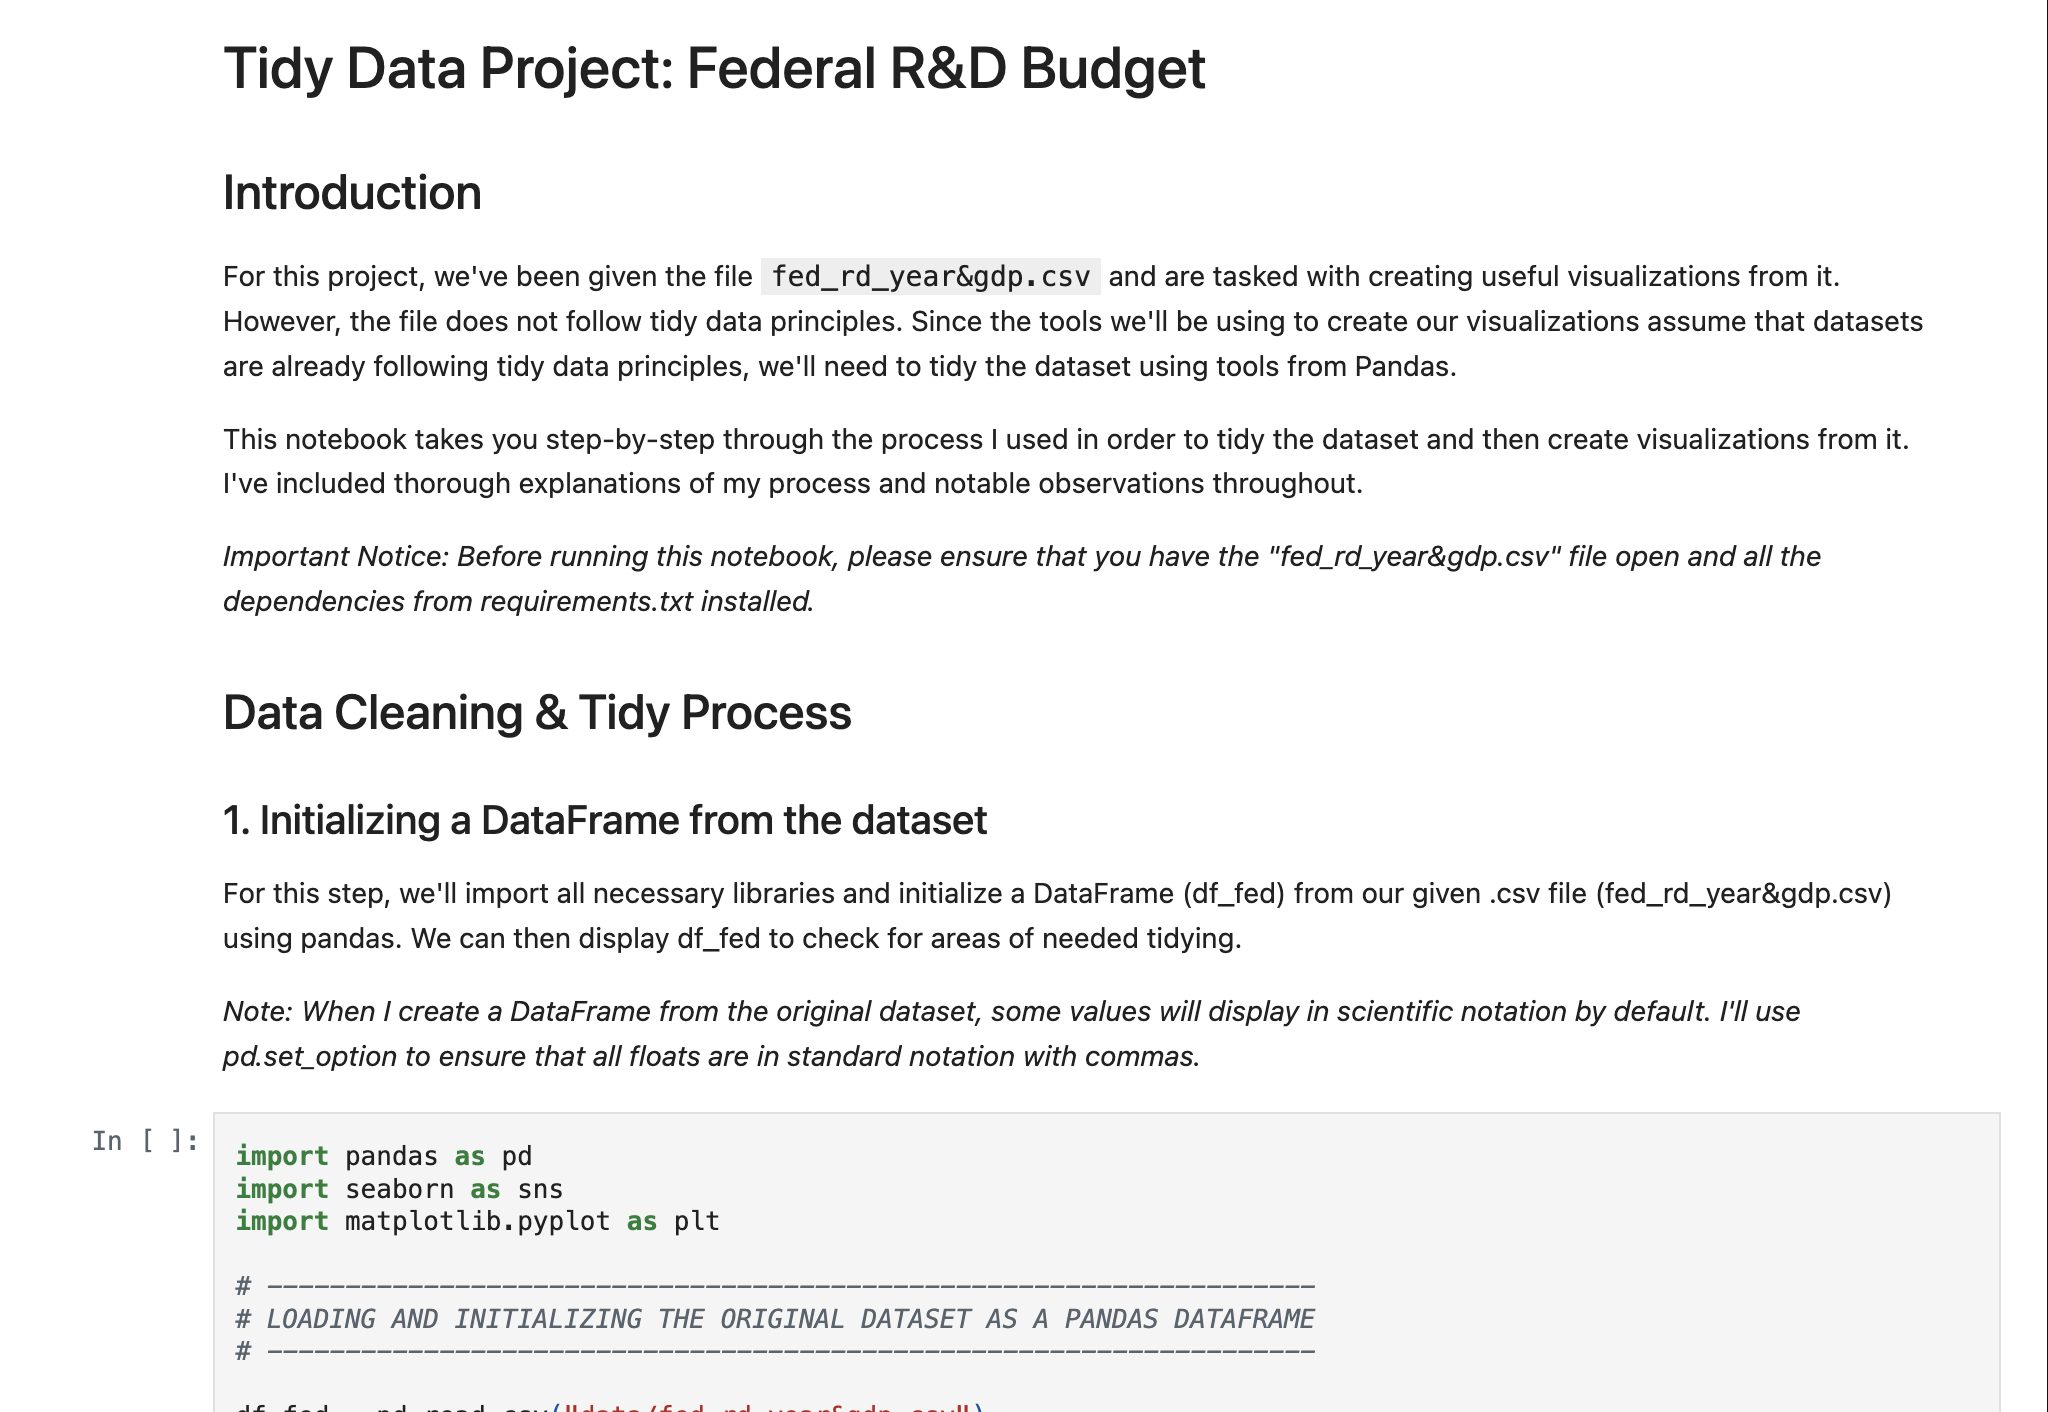 Tidy Data Project: Federal R&D Budget
Introduction
For this project, we've been given the file fed_rd_year&gdp.csv and are tasked with creating useful visualizations from it.
However, the file does not follow tidy data principles. Since the tools we'll be using to create our visualizations assume that datasets
are already following tidy data principles, we'll need to tidy the dataset using tools from Pandas.
This notebook takes you step-by-step through the process I used in order to tidy the dataset and then create visualizations from it.
I've included thorough explanations of my process and notable observations throughout.
Important Notice: Before running this notebook, please ensure that you have the "fed_rd_year&gdp.csv" file open and all the
dependencies from requirements.txt installed.
Data Cleaning & Tidy Process
1. Initializing a DataFrame from the dataset
For this step, we'll import all necessary libraries and initialize a DataFrame (df_fed) from our given .csv file (fed_rd_year&gdp.csv)
using pandas. We can then display df_fed to check for areas of needed tidying.
Note: When I create a DataFrame from the original dataset, some values will display in scientific notation by default. I'll use
pd.set_option to ensure that all floats are in standard notation with commas.
In [ ]:
import pandas as pd
import seaborn as sns
import matplotlib.pyplot as plt
# -------------------------------------------------------------------
# LOADING AND INITIALIZING THE ORIGINAL DATASET AS A PANDAS DATAFRAME
# -------------------------------------------------------------------
df_fed = pd.read_csv("data/fed_rd_year&gdp.csv")